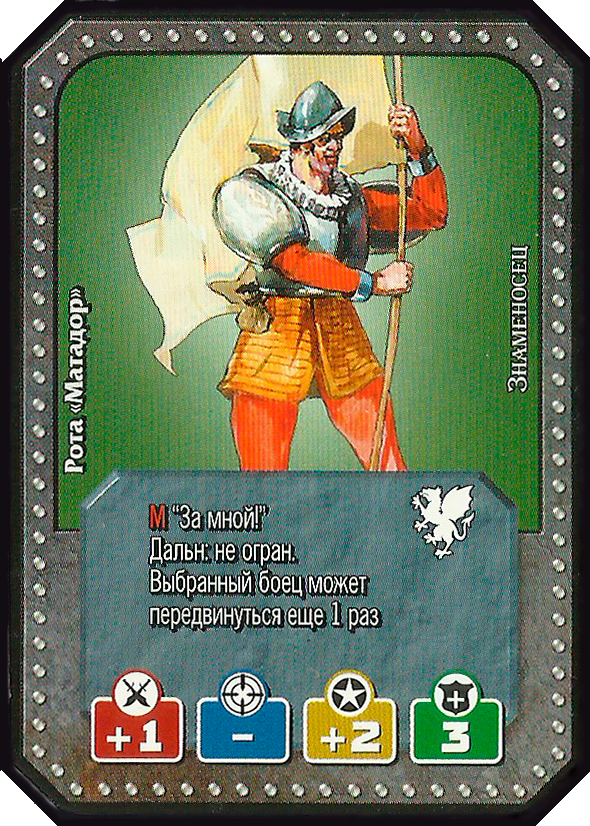 Рота «Матадор»
Знаменосец
М “За мной!”
Дальн: не огран.
Выбранный боец может
передвинуться еще 1 раз
+1
-
+2
3